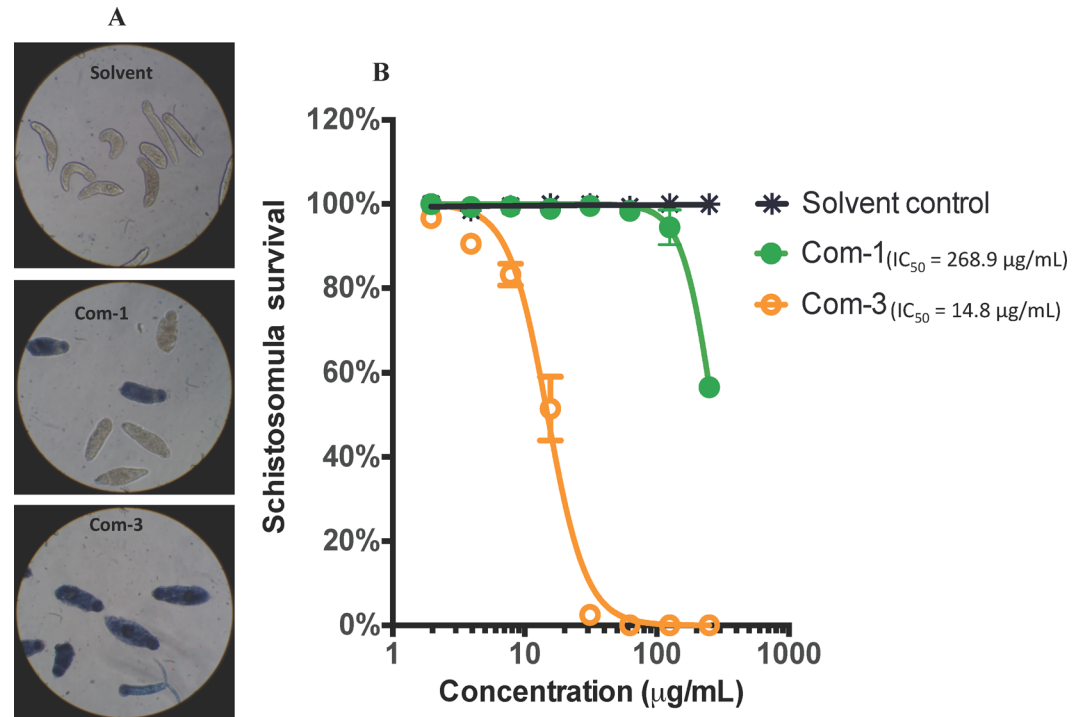 A
Solvent
Com-1
Com-3
B
120%
100%
80%
60%
40%
20%
0%
Schistosomula survival
1 10 100 1000
Concentration (µg/mL)
Solvent control
Com-1(IC50 = 268.9 µg/mL)
Com-3(IC50 = 14.8 µg/mL)